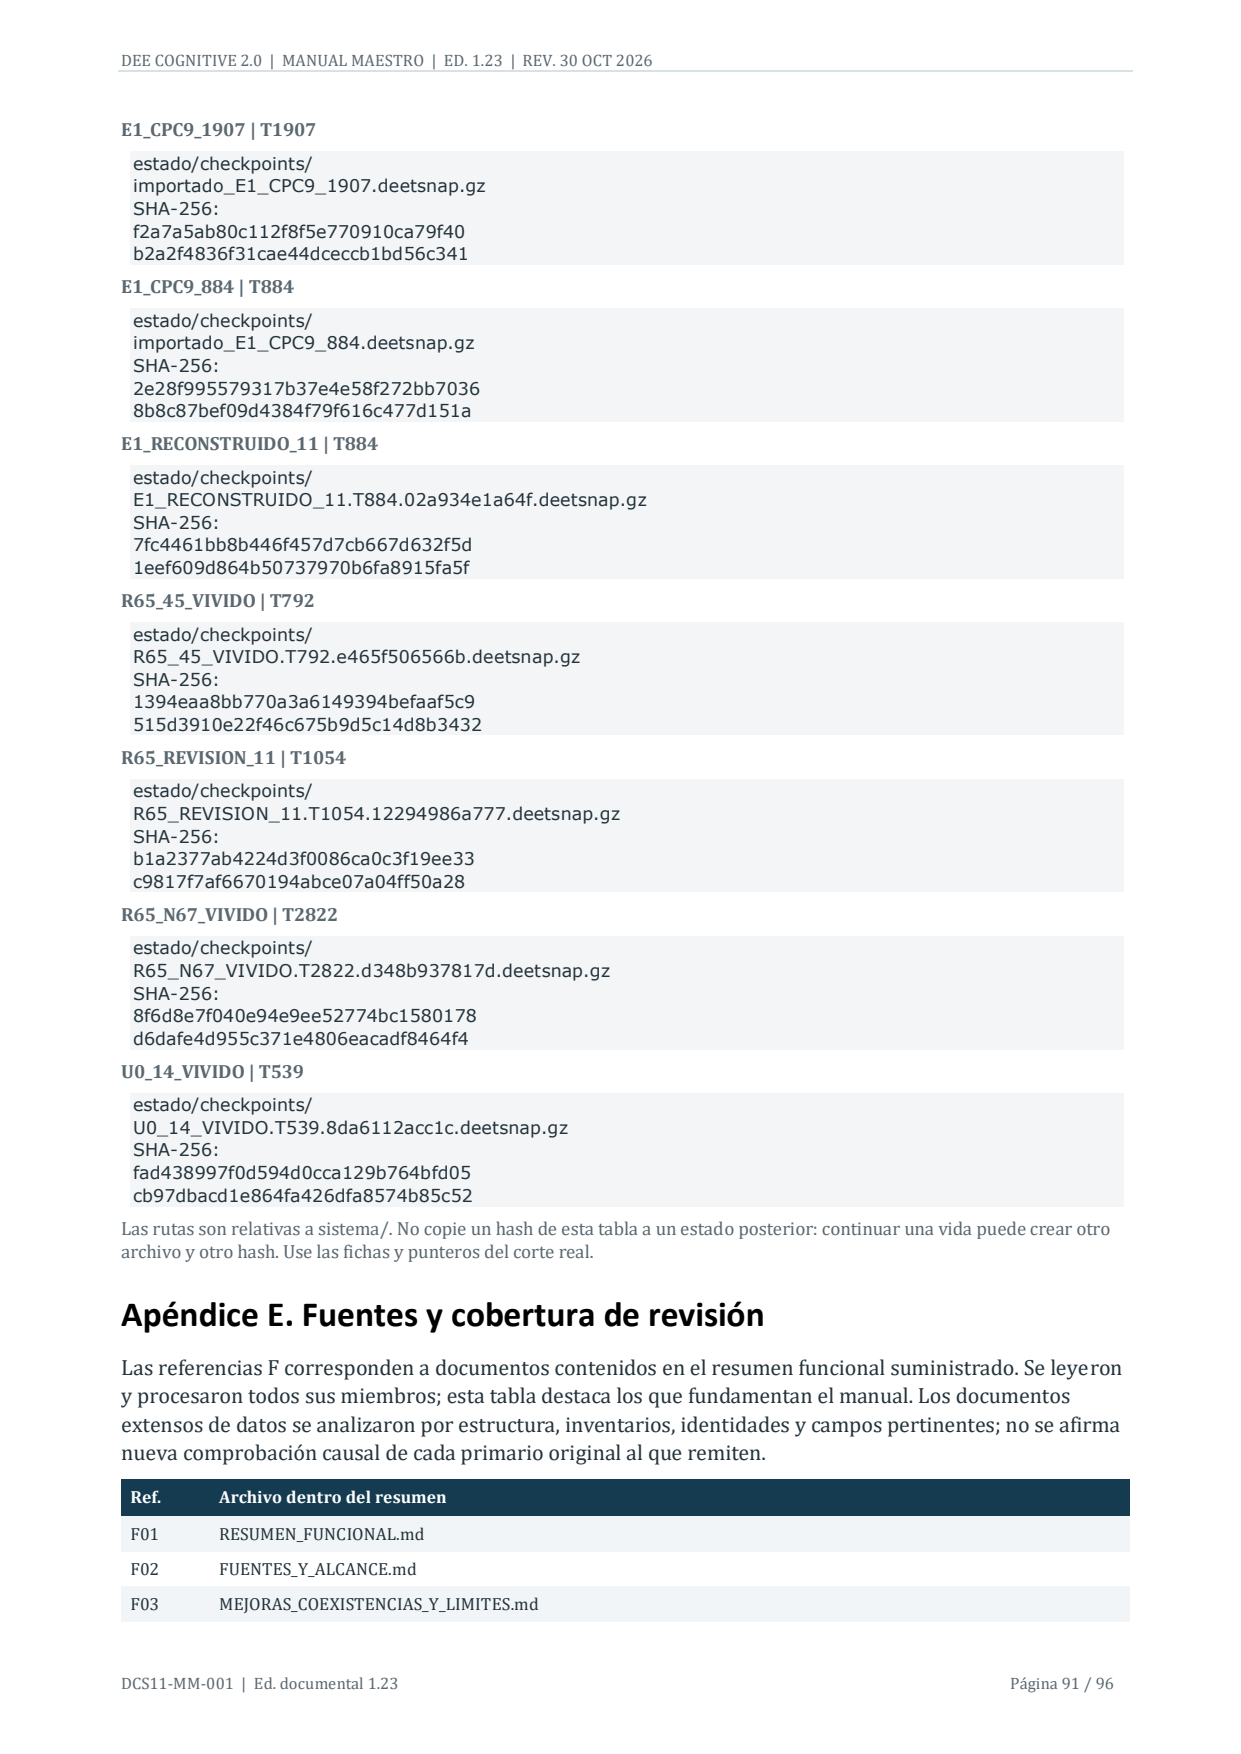 DEE COGNITIVE 2.0 | MANUAL MAESTRO | ED. 1.23 | REV. 30 OCT 2026
E1_CPC9_1907 | T1907
estado/checkpoints/
importado_E1_CPC9_1907.deetsnap.gz
SHA-256:
f2a7a5ab80c112f8f5e770910ca79f40
b2a2f4836f31cae44dceccb1bd56c341
E1_CPC9_884 | T884
estado/checkpoints/
importado_E1_CPC9_884.deetsnap.gz
SHA-256:
2e28f995579317b37e4e58f272bb7036
8b8c87bef09d4384f79f616c477d151a
E1_RECONSTRUIDO_11 | T884
estado/checkpoints/
E1_RECONSTRUIDO_11.T884.02a934e1a64f.deetsnap.gz
SHA-256:
7fc4461bb8b446f457d7cb667d632f5d
1eef609d864b50737970b6fa8915fa5f
R65_45_VIVIDO | T792
estado/checkpoints/
R65_45_VIVIDO.T792.e465f506566b.deetsnap.gz
SHA-256:
1394eaa8bb770a3a6149394befaaf5c9
515d3910e22f46c675b9d5c14d8b3432
R65_REVISION_11 | T1054
estado/checkpoints/
R65_REVISION_11.T1054.12294986a777.deetsnap.gz
SHA-256:
b1a2377ab4224d3f0086ca0c3f19ee33
c9817f7af6670194abce07a04ff50a28
R65_N67_VIVIDO | T2822
estado/checkpoints/
R65_N67_VIVIDO.T2822.d348b937817d.deetsnap.gz
SHA-256:
8f6d8e7f040e94e9ee52774bc1580178
d6dafe4d955c371e4806eacadf8464f4
U0_14_VIVIDO | T539
estado/checkpoints/
U0_14_VIVIDO.T539.8da6112acc1c.deetsnap.gz
SHA-256:
fad438997f0d594d0cca129b764bfd05
cb97dbacd1e864fa426dfa8574b85c52
Las rutas son relativas a sistema/. No copie un hash de esta tabla a un estado posterior: continuar una vida puede crear otro
archivo y otro hash. Use las fichas y punteros del corte real.
Apéndice E. Fuentes y cobertura de revisión
Las referencias F corresponden a documentos contenidos en el resumen funcional suministrado. Se leyeron
y procesaron todos sus miembros; esta tabla destaca los que fundamentan el manual. Los documentos
extensos de datos se analizaron por estructura, inventarios, identidades y campos pertinentes; no se afirma
nueva comprobación causal de cada primario original al que remiten.
Ref. Archivo dentro del resumen
F01 RESUMEN_FUNCIONAL.md
F02 FUENTES_Y_ALCANCE.md
F03 MEJORAS_COEXISTENCIAS_Y_LIMITES.md
DCS11-MM-001 | Ed. documental 1.23 Página 91 / 96